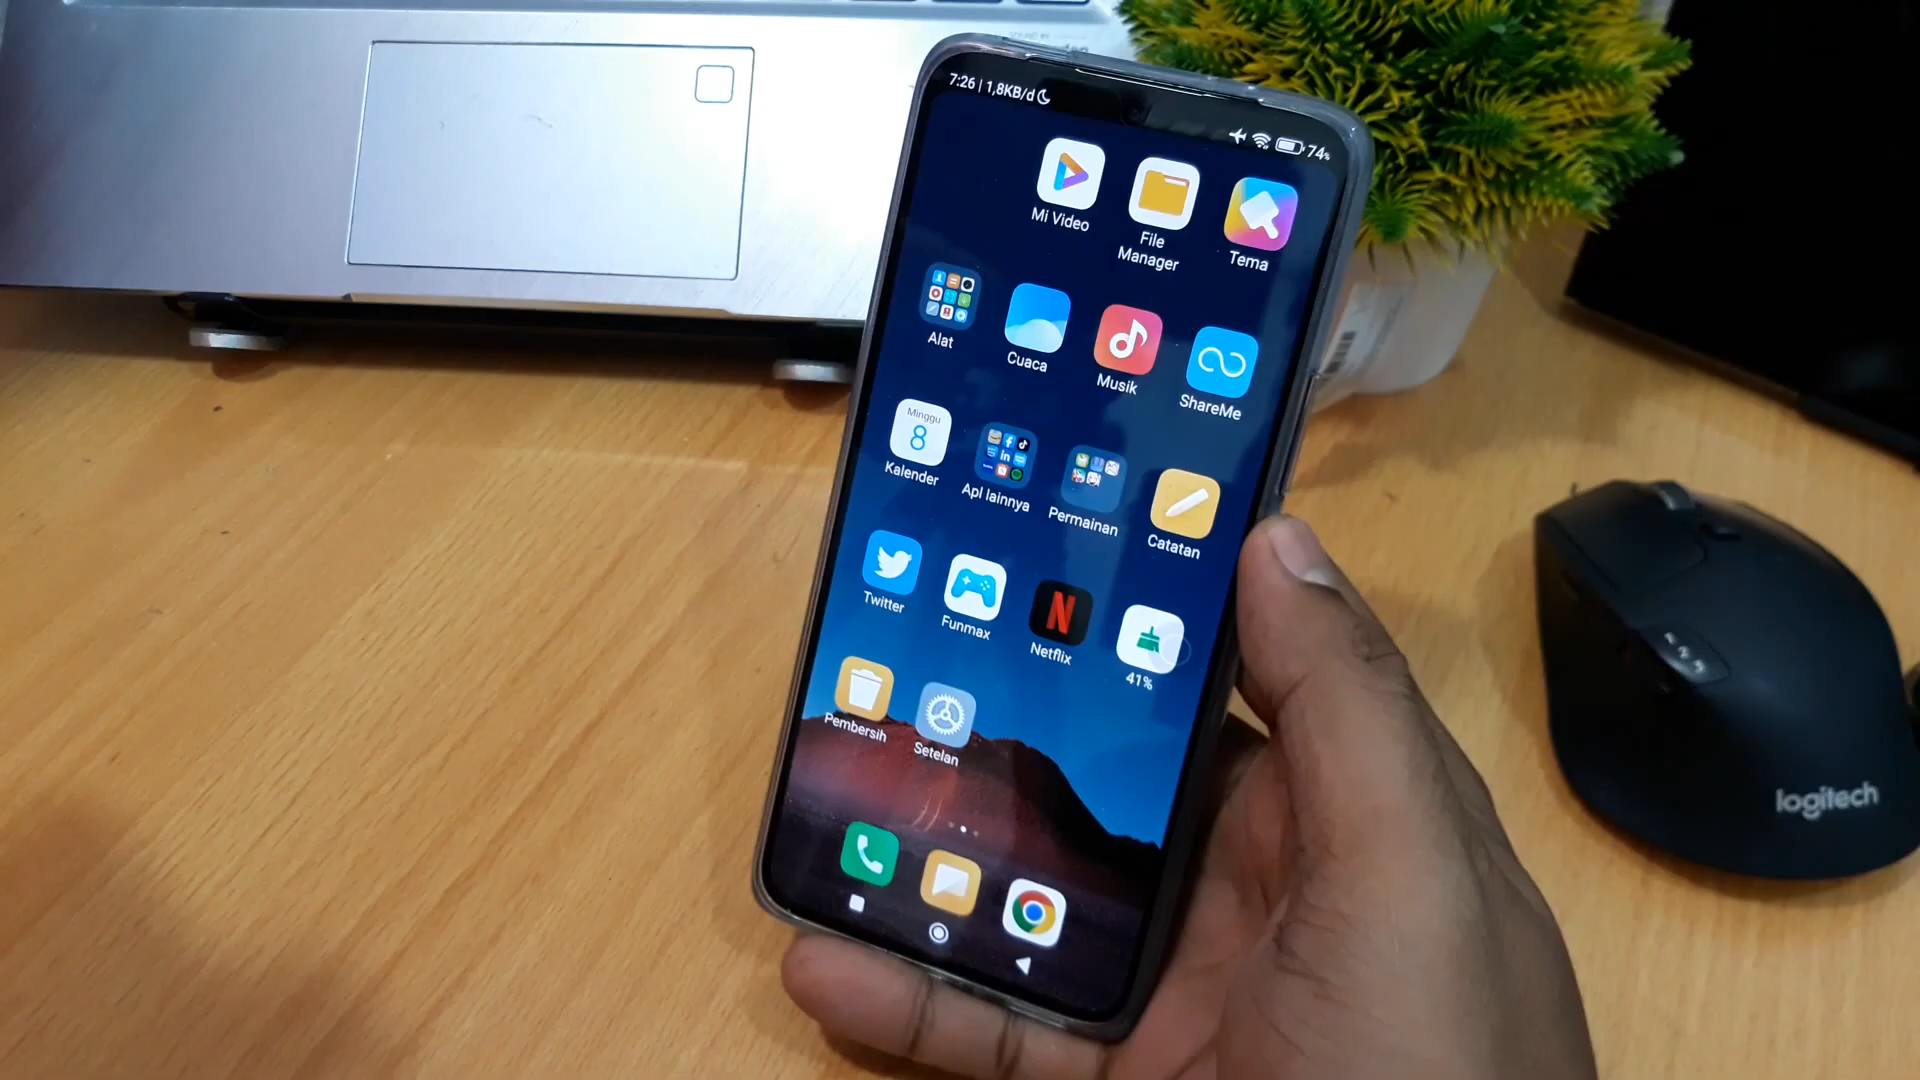 7:26 | 1,8KB/d
74%
Mi Video
File
Manager
Tema
Alat
Cuaca
Musik
ShareMe
Minggu
8
Kalender
Apl lainnya
Permainan
Catatan
Twitter
Funmax
Netflix
41%
Pembersih
Setelan
logitech